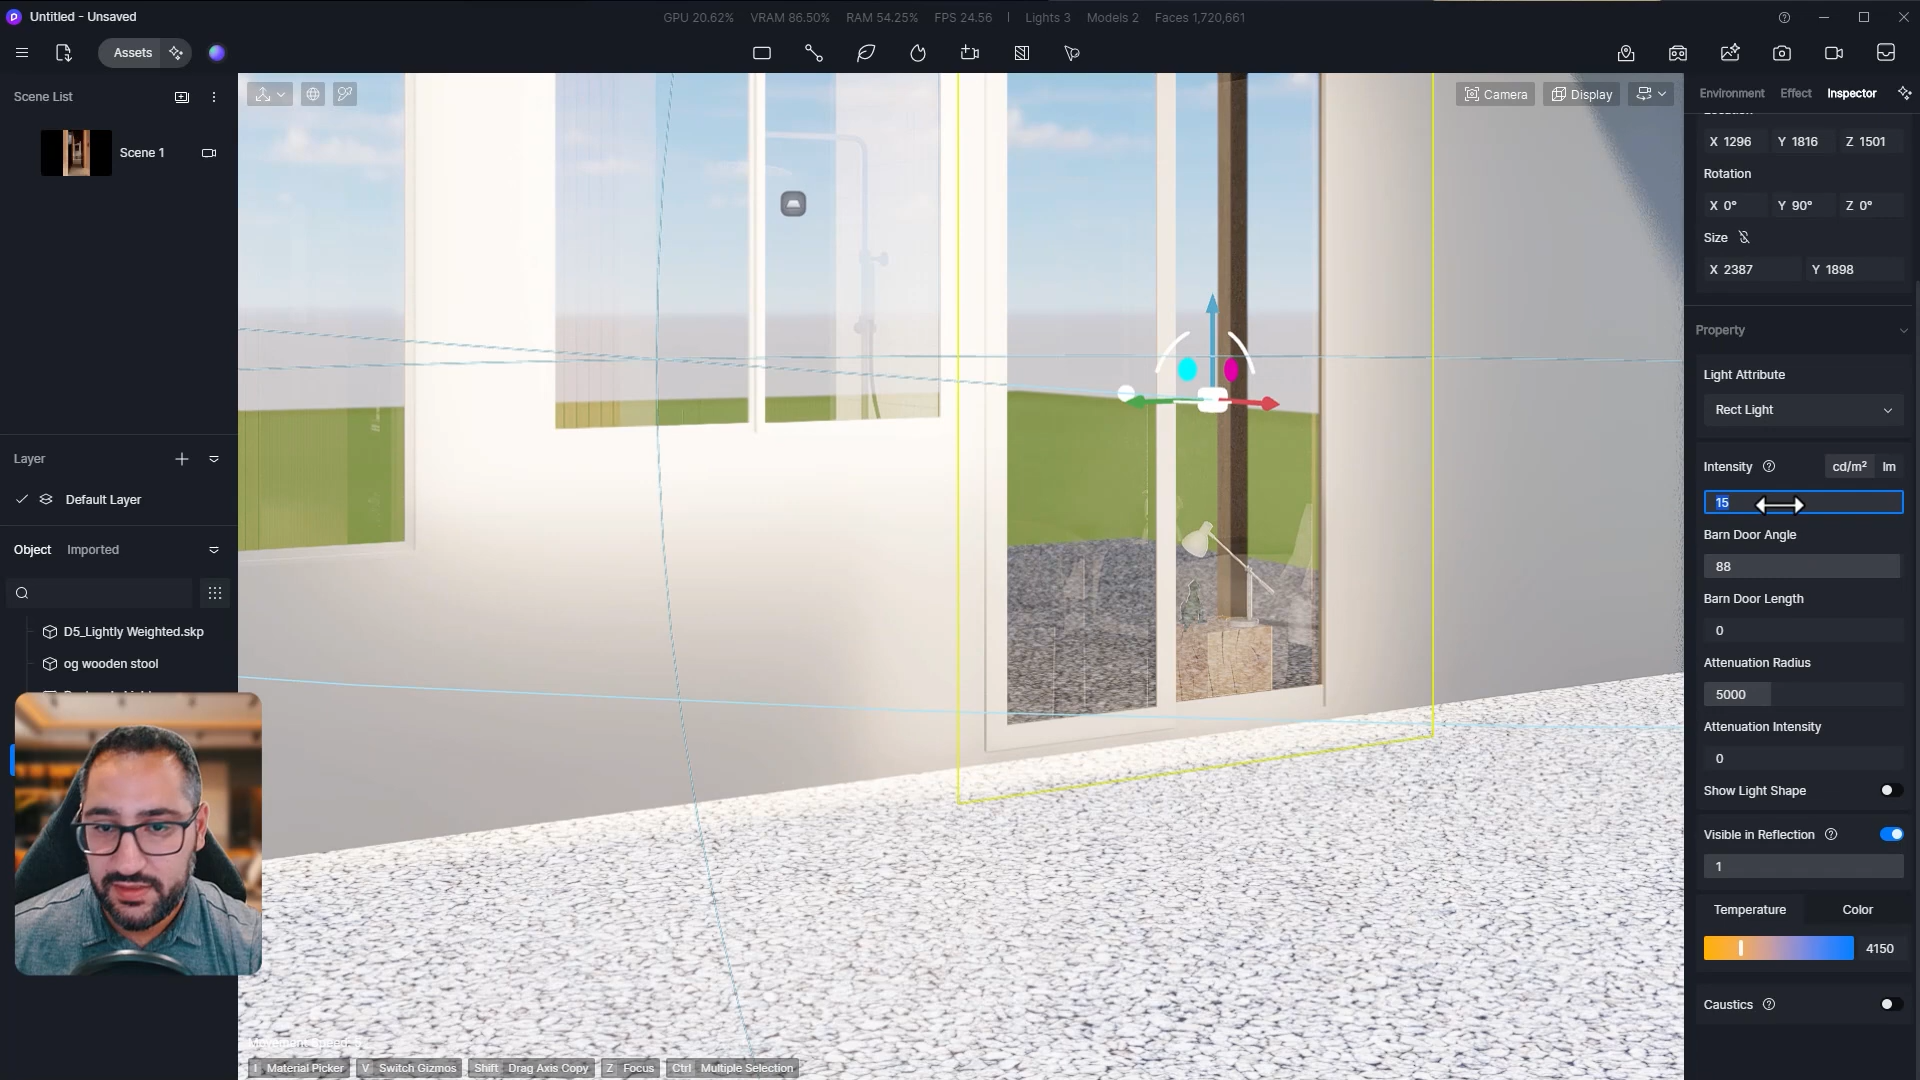 Untitled - Unsaved
GPU 20.62% VRAM 86.50% RAM 54.25% FPS 24.56 | Lights 3 Models 2 Faces 1,720,661
Assets
Scene List
Scene 1
Layer
Default Layer
Object Imported
D5_Lightly Weighted.skp
og wooden stool
Camera Display
Environment Effect Inspector
X 1296 Y 1816 Z 1501
Rotation
X 0° Y 90° Z 0°
Size
X 2387 Y 1898
Property
Light Attribute
Rect Light
Intensity cd/m² lm
15
Barn Door Angle
88
Barn Door Length
0
Attenuation Radius
5000
Attenuation Intensity
0
Show Light Shape
Visible in Reflection
1
Temperature Color
4150
Caustics
I Material Picker V Switch Gizmos Shift Drag Axis Copy Z Focus Ctrl Multiple Selection